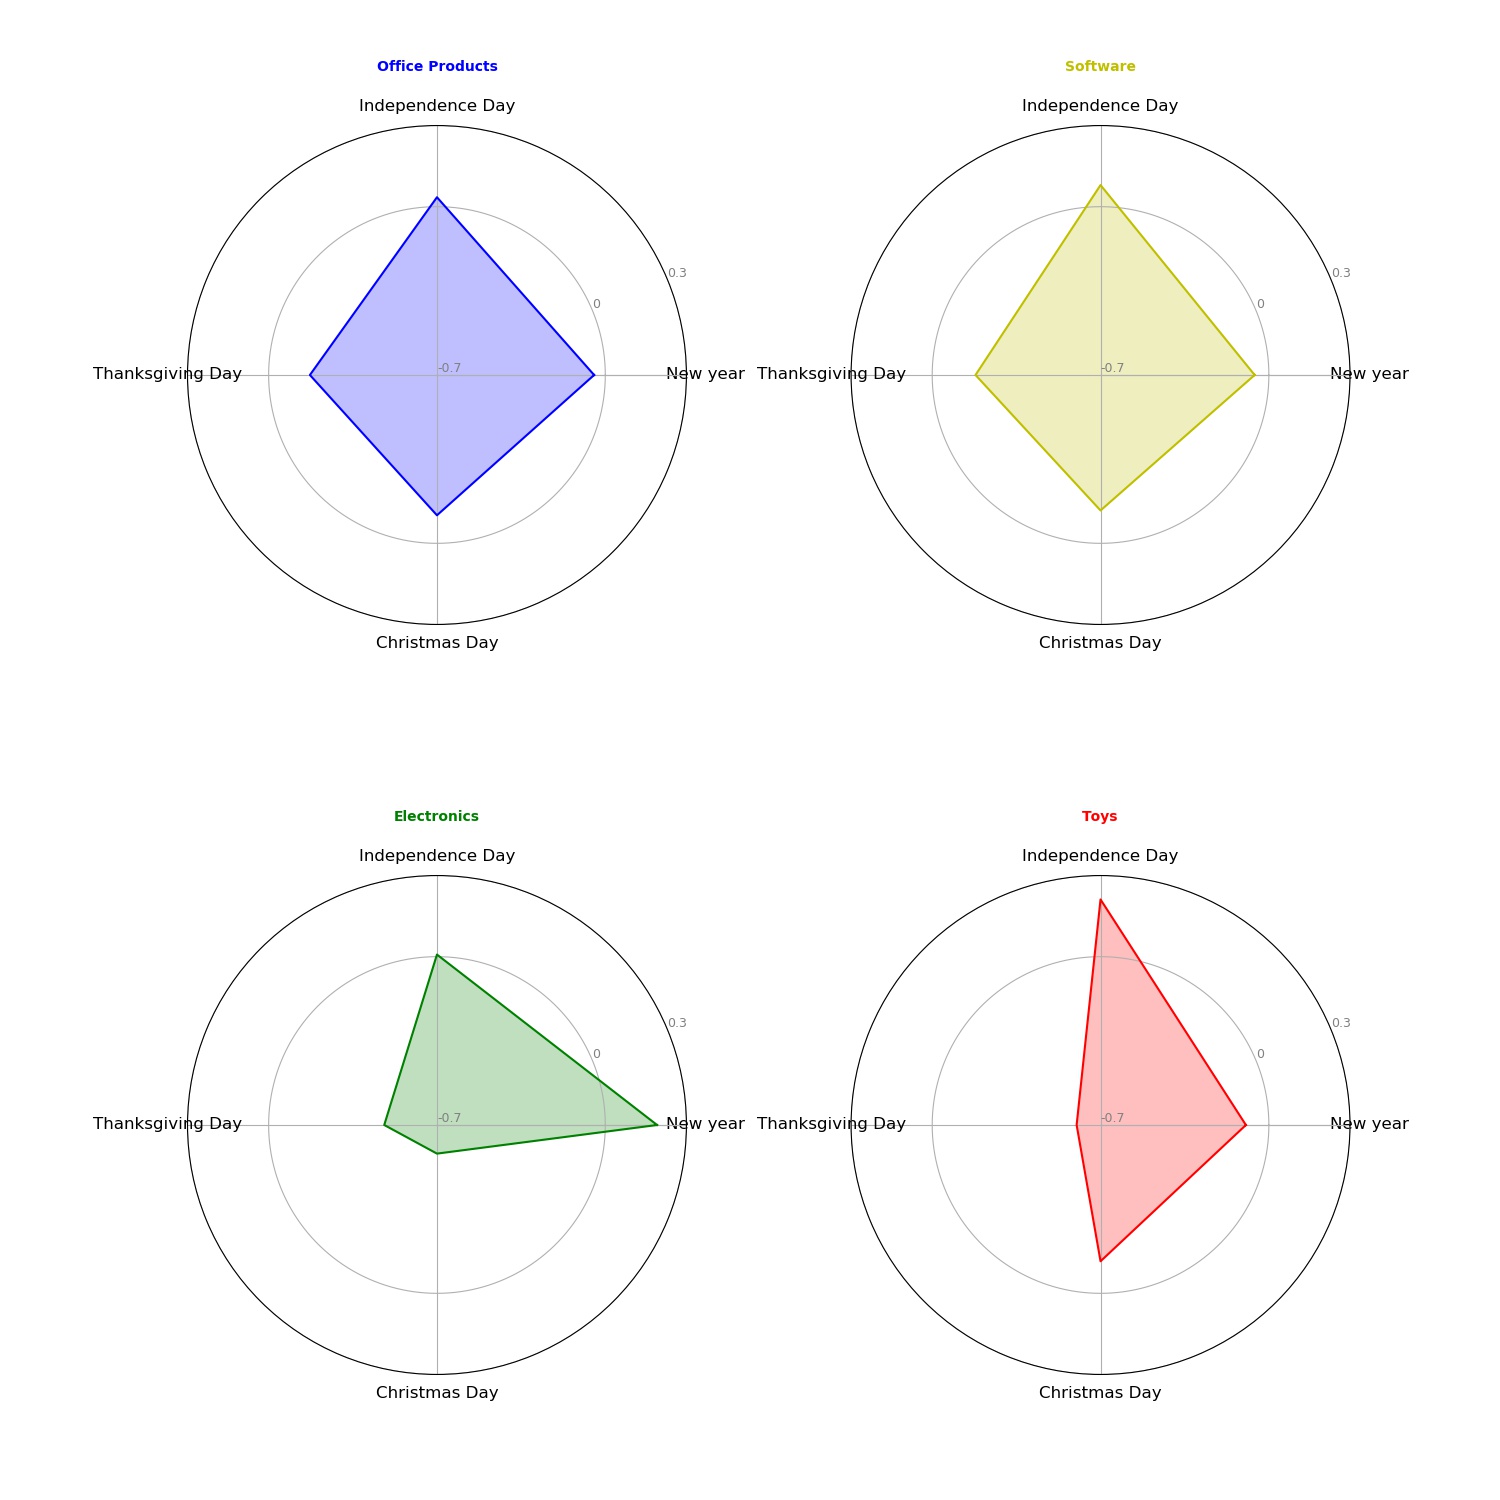 Office Products
Independence Day
0.3
0
Thanksgiving Day
-0.7
New year
Christmas Day
Software
Independence Day
0.3
0
Thanksgiving Day
-0.7
New year
Christmas Day
Electronics
Independence Day
0.3
0
Thanksgiving Day
-0.7
New year
Christmas Day
Toys
Independence Day
0.3
0
Thanksgiving Day
-0.7
New year
Christmas Day